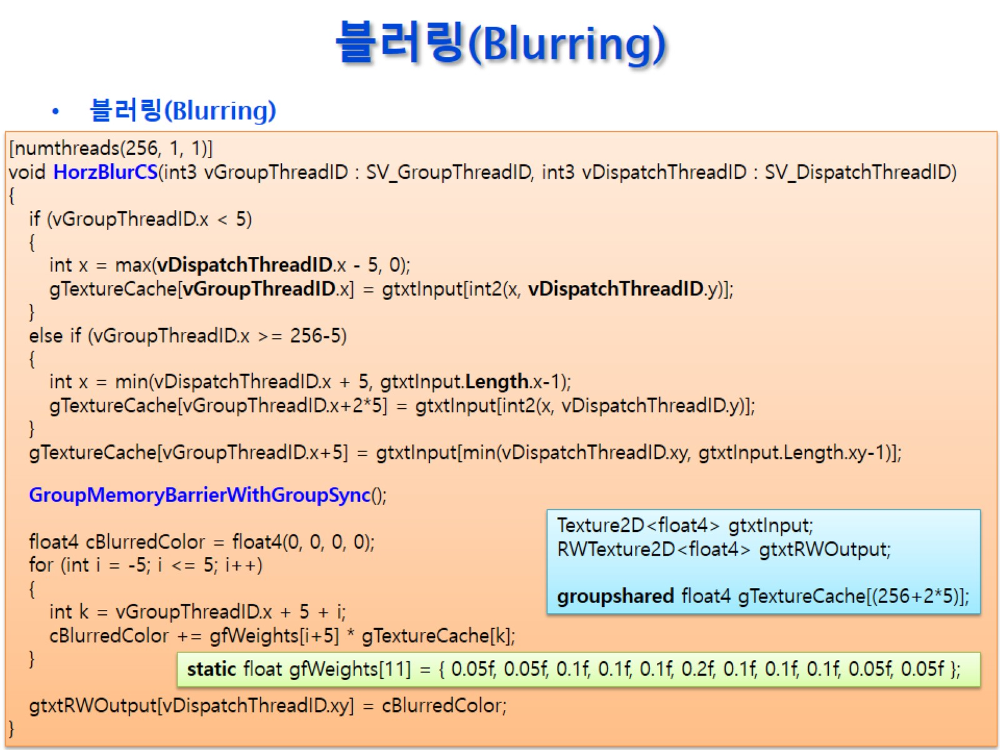 블러링(Blurring)
• 블러링(Blurring)
[numthreads(256, 1, 1)]
void HorzBlurCS(int3 vGroupThreadID : SV_GroupThreadID, int3 vDispatchThreadID : SV_DispatchThreadID)
{
if (vGroupThreadID.x < 5)
{
int x = max(vDispatchThreadID.x - 5, 0);
gTextureCache[vGroupThreadID.x] = gtxtInput[int2(x, vDispatchThreadID.y)];
}
else if (vGroupThreadID.x >= 256-5)
{
int x = min(vDispatchThreadID.x + 5, gtxtInput.Length.x-1);
gTextureCache[vGroupThreadID.x+2*5] = gtxtInput[int2(x, vDispatchThreadID.y)];
}
gTextureCache[vGroupThreadID.x+5] = gtxtInput[min(vDispatchThreadID.xy, gtxtInput.Length.xy-1)];
GroupMemoryBarrierWithGroupSync();
float4 cBlurredColor = float4(0, 0, 0, 0);
for (int i = -5; i <= 5; i++)
{
int k = vGroupThreadID.x + 5 + i;
cBlurredColor += gfWeights[i+5] * gTextureCache[k];
}
gtxtRWOutput[vDispatchThreadID.xy] = cBlurredColor;
}
Texture2D<float4> gtxtInput;
RWTexture2D<float4> gtxtRWOutput;
groupshared float4 gTextureCache[(256+2*5)];
static float gfWeights[11] = { 0.05f, 0.05f, 0.1f, 0.1f, 0.1f, 0.2f, 0.1f, 0.1f, 0.1f, 0.05f, 0.05f };